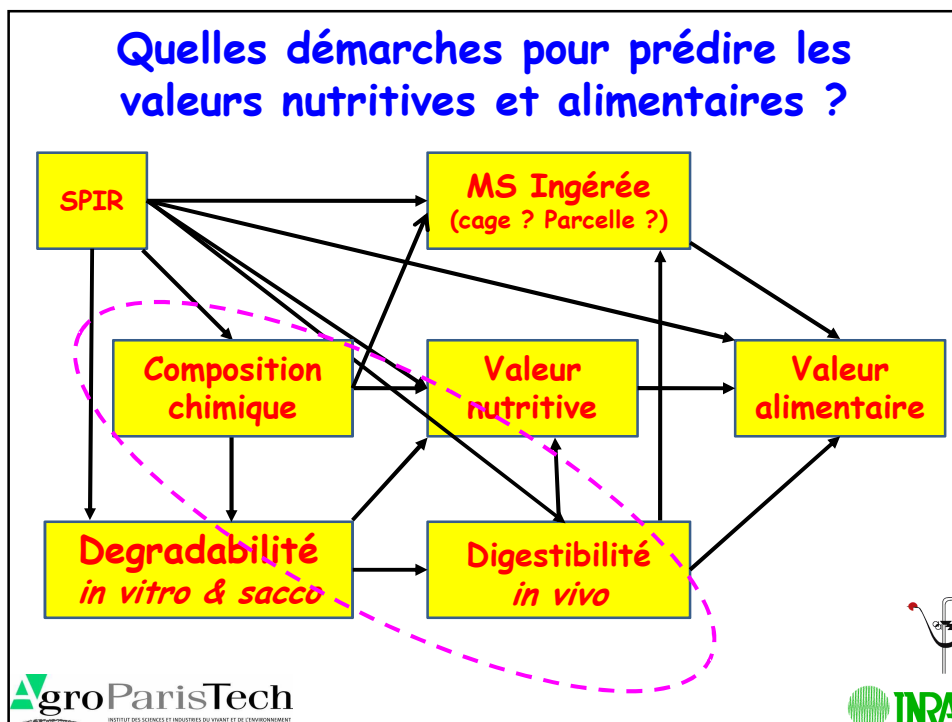 Quelles démarches pour prédire les
valeurs nutritives et alimentaires ?
SPIR
MS Ingérée
(cage ? Parcelle ?)
Composition
chimique
Valeur
nutritive
Valeur
alimentaire
Degradabilité
in vitro & sacco
Digestibilité
in vivo
AgroParisTech
INSTITUT DES SCIENCES ET INDUSTRIES DU VIVANT ET DE L'ENVIRONNEMENT
INRA